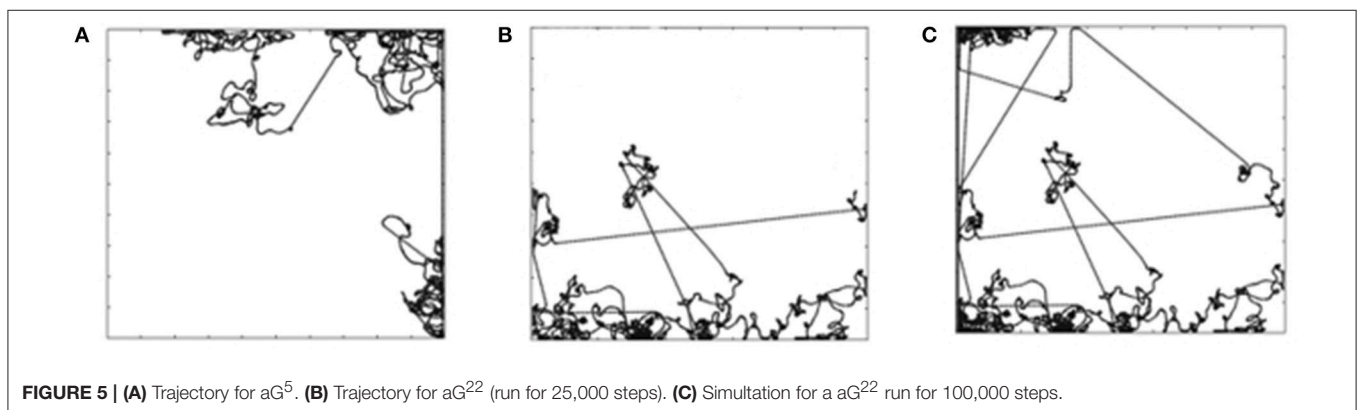 A
B
C
FIGURE 5 | (A) Trajectory for aG⁵. (B) Trajectory for aG²² (run for 25,000 steps). (C) Simultation for a aG²² run for 100,000 steps.